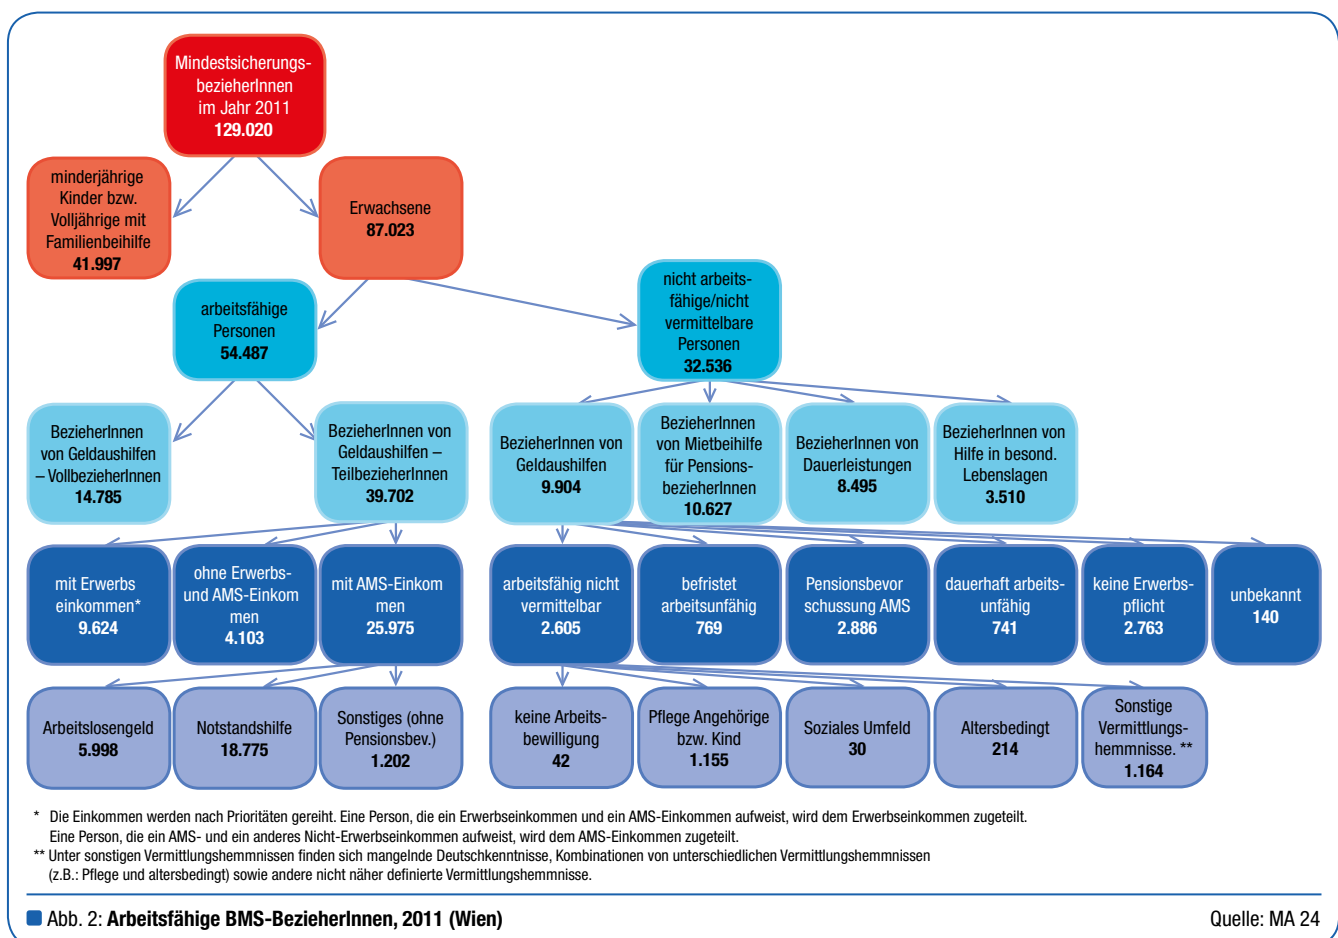 Mindestsicherungs-
bezieherInnen
im Jahr 2011
129.020
minderjährige
Kinder bzw.
Volljährige mit
Familienbeihilfe
41.997
Erwachsene
87.023
arbeitsfähige
Personen
54.487
nicht arbeits-
fähige/nicht
vermittelbare
Personen
32.536
BezieherInnen
von Geldaushilfen
– VollbezieherInnen
14.785
BezieherInnen von
Geldaushilfen –
TeilbezieherInnen
39.702
BezieherInnen von
Geldaushilfen
9.904
BezieherInnen
von Mietbeihilfe
für Pensions-
bezieherInnen
10.627
BezieherInnen von
Dauerleistungen
8.495
BezieherInnen von
Hilfe in besond.
Lebenslagen
3.510
mit Erwerbs
einkommen*
9.624
ohne Erwerbs-
und AMS-Einkom
men
4.103
mit AMS-Einkom
men
25.975
arbeitsfähig nicht
vermittelbar
2.605
befristet
arbeitsunfähig
769
Pensionsbevor
schussung AMS
2.886
dauerhaft arbeits-
unfähig
741
keine Erwerbs-
pflicht
2.763
unbekannt
140
Arbeitslosengeld
5.998
Notstandshilfe
18.775
Sonstiges (ohne
Pensionsbev.)
1.202
keine Arbeits-
bewilligung
42
Pflege Angehörige
bzw. Kind
1.155
Soziales Umfeld
30
Altersbedingt
214
Sonstige
Vermittlungs-
hemmnisse. **
1.164
* Die Einkommen werden nach Prioritäten gereiht. Eine Person, die ein Erwerbseinkommen und ein AMS-Einkommen aufweist, wird dem Erwerbseinkommen zugeteilt.
Eine Person, die ein AMS- und ein anderes Nicht-Erwerbseinkommen aufweist, wird dem AMS-Einkommen zugeteilt.
** Unter sonstigen Vermittlungshemmnissen finden sich mangelnde Deutschkenntnisse, Kombinationen von unterschiedlichen Vermittlungshemmnissen
(z.B.: Pflege und altersbedingt) sowie andere nicht näher definierte Vermittlungshemmnisse.
Abb. 2: Arbeitsfähige BMS-BezieherInnen, 2011 (Wien)
Quelle: MA 24